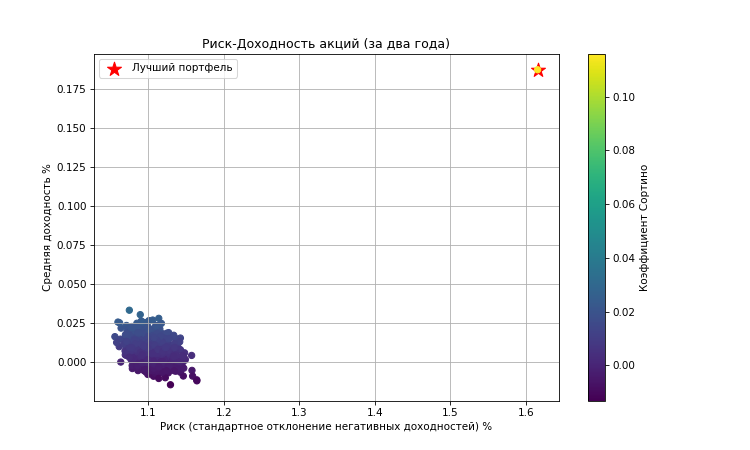 Риск-Доходность акций (за два года)
Лучший портфель
0.175
0.150
0.125
0.100
0.075
0.050
0.025
0.000
Средняя доходность %
1.1 1.2 1.3 1.4 1.5 1.6
Риск (стандартное отклонение негативных доходностей) %
0.10
0.08
0.06
0.04
0.02
0.00
Коэффициент Сортино